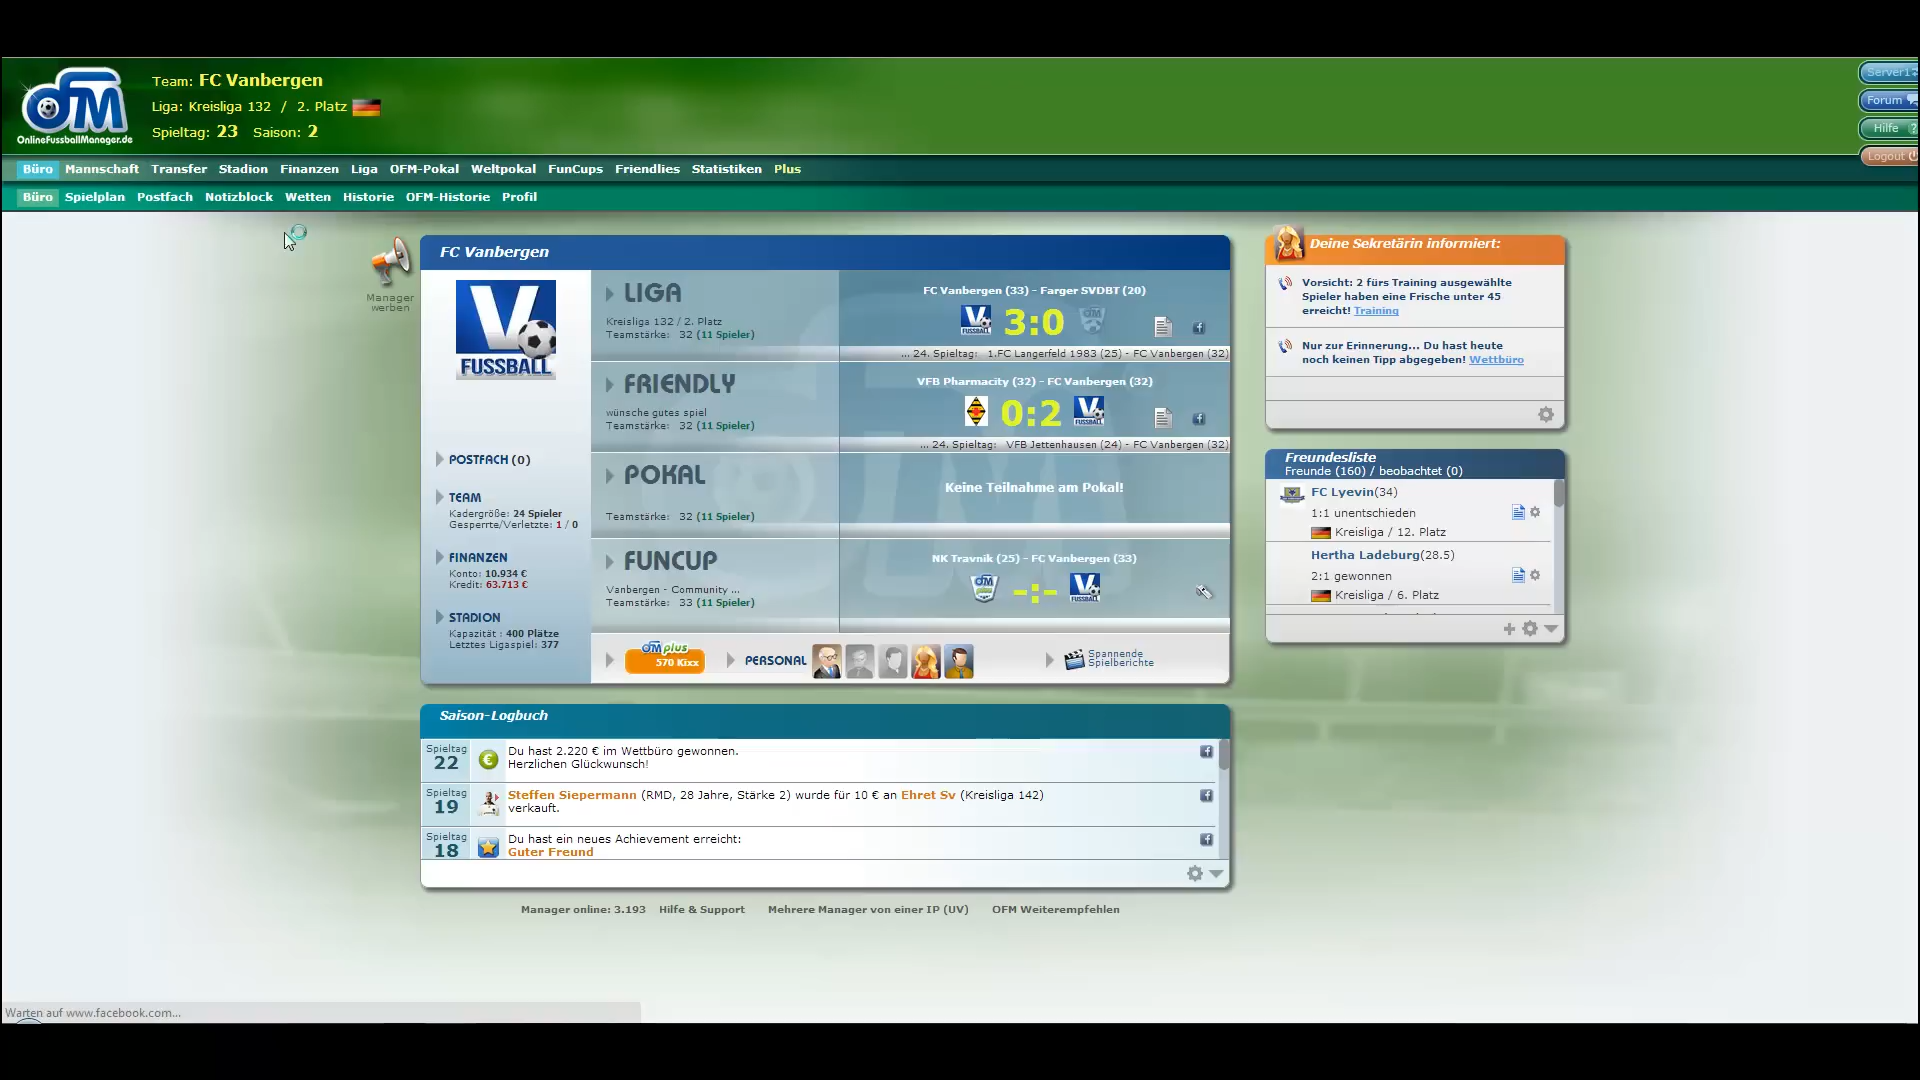 OFM
OnlineFussballManager.de
Team: FC Vanbergen
Liga: Kreisliga 132 / 2. Platz
Spieltag: 23 Saison: 2
Server1
Forum
Hilfe
Logout
Büro Mannschaft Transfer Stadion Finanzen Liga OFM-Pokal Weltpokal FunCups Friendlies Statistiken Plus
Büro Spielplan Postfach Notizblock Wetten Historie OFM-Historie Profil
Manager
werben
FC Vanbergen
V
FUSSBALL
POSTFACH (0)
TEAM
Kadergröße: 24 Spieler
Gesperrte/Verletzte: 1 / 0
FINANZEN
Konto: 10.934 €
Kredit: 63.713 €
STADION
Kapazität : 400 Plätze
Letztes Ligaspiel: 377
LIGA
Kreisliga 132 / 2. Platz
Teamstärke: 32 (11 Spieler)
FC Vanbergen (33) - Farger SVDBT (20)
3:0
... 24. Spieltag: 1.FC Langerfeld 1983 (25) - FC Vanbergen (32)
FRIENDLY
wünsche gutes spiel
Teamstärke: 32 (11 Spieler)
VFB Pharmacity (32) - FC Vanbergen (32)
0:2
... 24. Spieltag: VFB Jettenhausen (24) - FC Vanbergen (32)
POKAL
Teamstärke: 32 (11 Spieler)
Keine Teilnahme am Pokal!
FUNCUP
Vanbergen - Community ...
Teamstärke: 33 (11 Spieler)
NK Travnik (25) - FC Vanbergen (33)
-:-
OFM plus
570 Kixx
PERSONAL
Spannende
Spielberichte
Deine Sekretärin informiert:
Vorsicht: 2 fürs Training ausgewählte
Spieler haben eine Frische unter 45
erreicht! Training
Nur zur Erinnerung... Du hast heute
noch keinen Tipp abgegeben! Wettbüro
Freundesliste
Freunde (160) / beobachtet (0)
FC Lyevin(34)
1:1 unentschieden
Kreisliga / 12. Platz
Hertha Ladeburg(28.5)
2:1 gewonnen
Kreisliga / 6. Platz
Saison-Logbuch
Spieltag
22
Du hast 2.220 € im Wettbüro gewonnen.
Herzlichen Glückwunsch!
Spieltag
19
Steffen Siepermann (RMD, 28 Jahre, Stärke 2) wurde für 10 € an Ehret Sv (Kreisliga 142)
verkauft.
Spieltag
18
Du hast ein neues Achievement erreicht:
Guter Freund
Manager online: 3.193 Hilfe & Support Mehrere Manager von einer IP (UV) OFM Weiterempfehlen
Warten auf www.facebook.com...